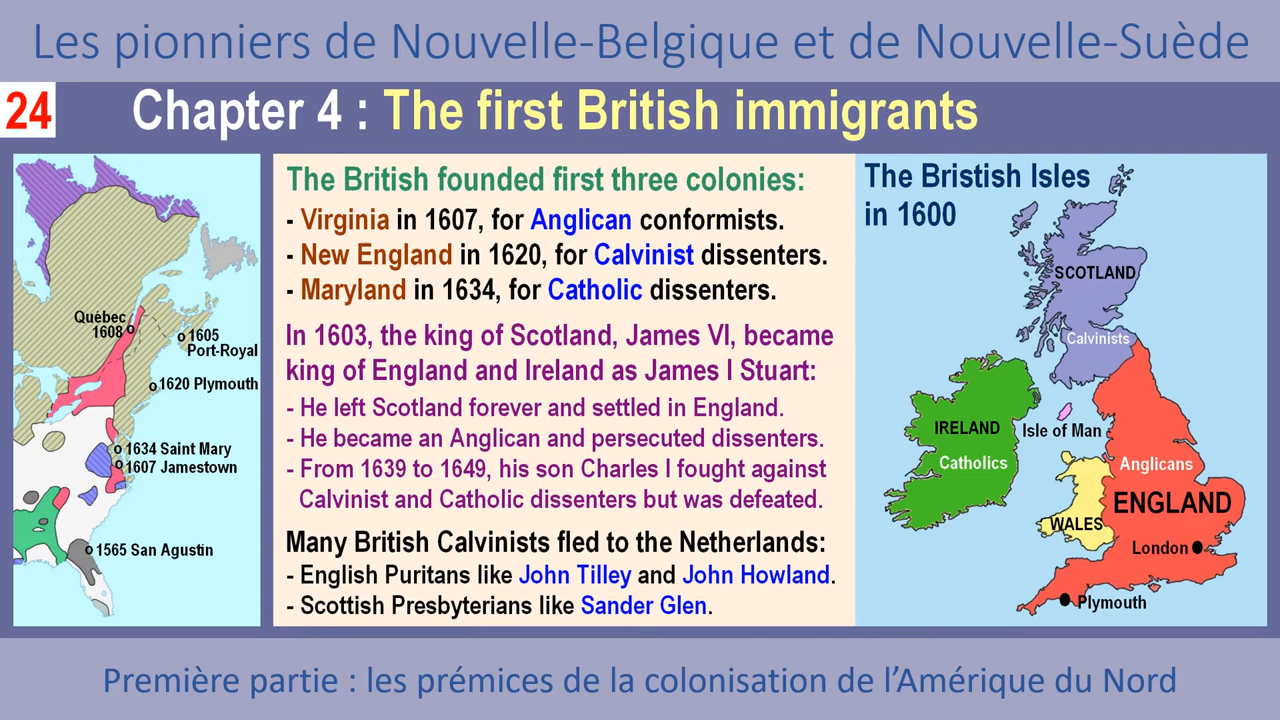 Les pionniers de Nouvelle-Belgique et de Nouvelle-Suède
24
Chapter 4 : The first British immigrants
Québec
1608
1605
Port-Royal
1620 Plymouth
1634 Saint Mary
1607 Jamestown
1565 San Agustin
The British founded first three colonies:
- Virginia in 1607, for Anglican conformists.
- New England in 1620, for Calvinist dissenters.
- Maryland in 1634, for Catholic dissenters.
In 1603, the king of Scotland, James VI, became
king of England and Ireland as James I Stuart:
- He left Scotland forever and settled in England.
- He became an Anglican and persecuted dissenters.
- From 1639 to 1649, his son Charles I fought against
Calvinist and Catholic dissenters but was defeated.
Many British Calvinists fled to the Netherlands:
- English Puritans like John Tilley and John Howland.
- Scottish Presbyterians like Sander Glen.
The Bristish Isles
in 1600
SCOTLAND
Calvinists
IRELAND
Catholics
Isle of Man
Anglicans
ENGLAND
WALES
London
Plymouth
Première partie : les prémices de la colonisation de l’Amérique du Nord